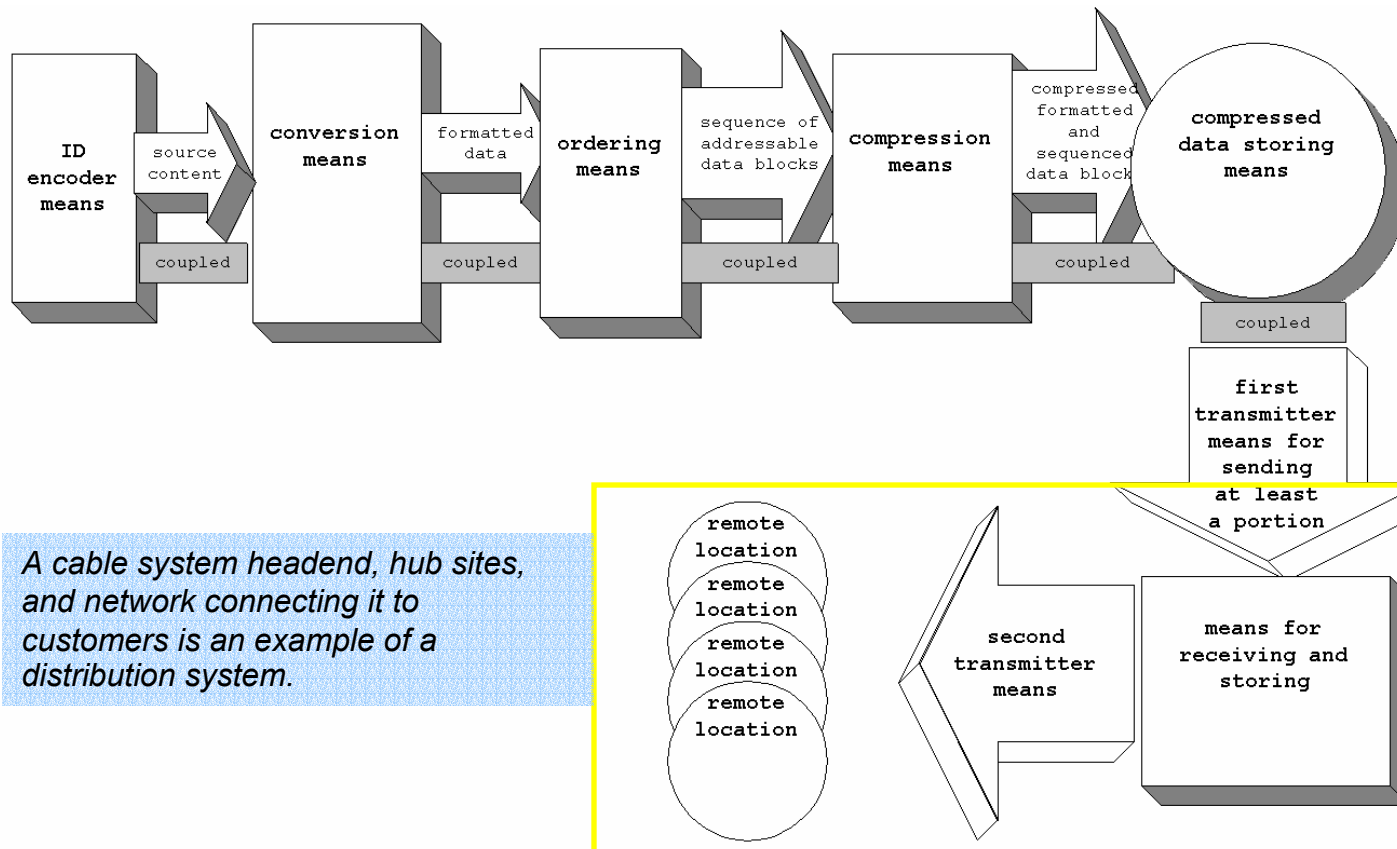 ID
encoder
means
source
content
coupled
conversion
means
formatted
data
coupled
ordering
means
sequence of
addressable
data blocks
coupled
compression
means
compressed
formatted
and
sequenced
data block
coupled
compressed
data storing
means
coupled
first
transmitter
means for
sending
at least
a portion
means for
receiving and
storing
second
transmitter
means
remote
location
remote
location
remote
location
remote
location
A cable system headend, hub sites,
and network connecting it to
customers is an example of a
distribution system.